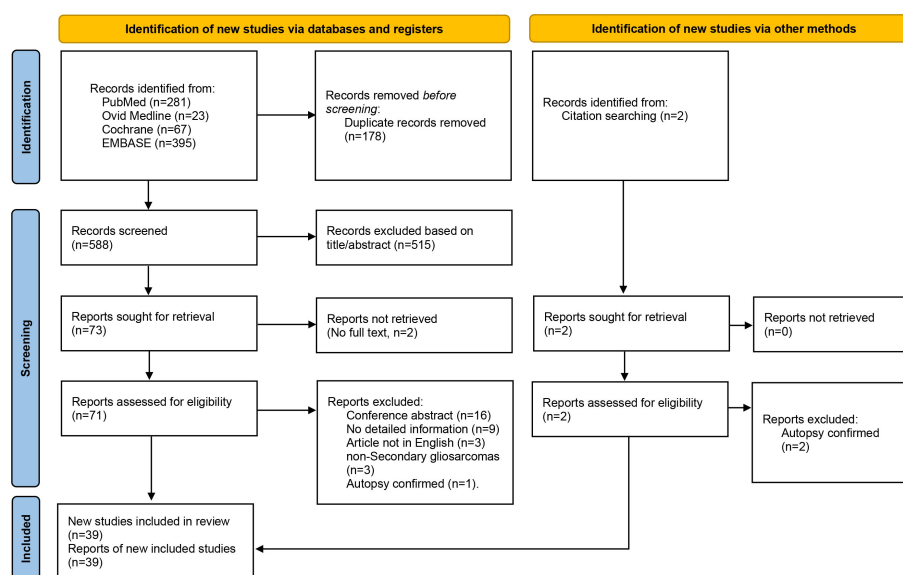 Identification of new studies via databases and registers
Identification of new studies via other methods
Identification
Records identified from:
PubMed (n=281)
Ovid Medline (n=23)
Cochrane (n=67)
EMBASE (n=395)
Records removed before
screening:
Duplicate records removed
(n=178)
Records identified from:
Citation searching (n=2)
Screening
Records screened
(n=588)
Records excluded based on
title/abstract (n=515)
Reports sought for retrieval
(n=73)
Reports not retrieved
(No full text, n=2)
Reports sought for retrieval
(n=2)
Reports not retrieved
(n=0)
Reports assessed for eligibility
(n=71)
Reports excluded:
Conference abstract (n=16)
No detailed information (n=9)
Article not in English (n=3)
non-Secondary gliosarcomas
(n=3)
Autopsy confirmed (n=1).
Reports assessed for eligibility
(n=2)
Reports excluded:
Autopsy confirmed
(n=2)
Included
New studies included in review
(n=39)
Reports of new included studies
(n=39)